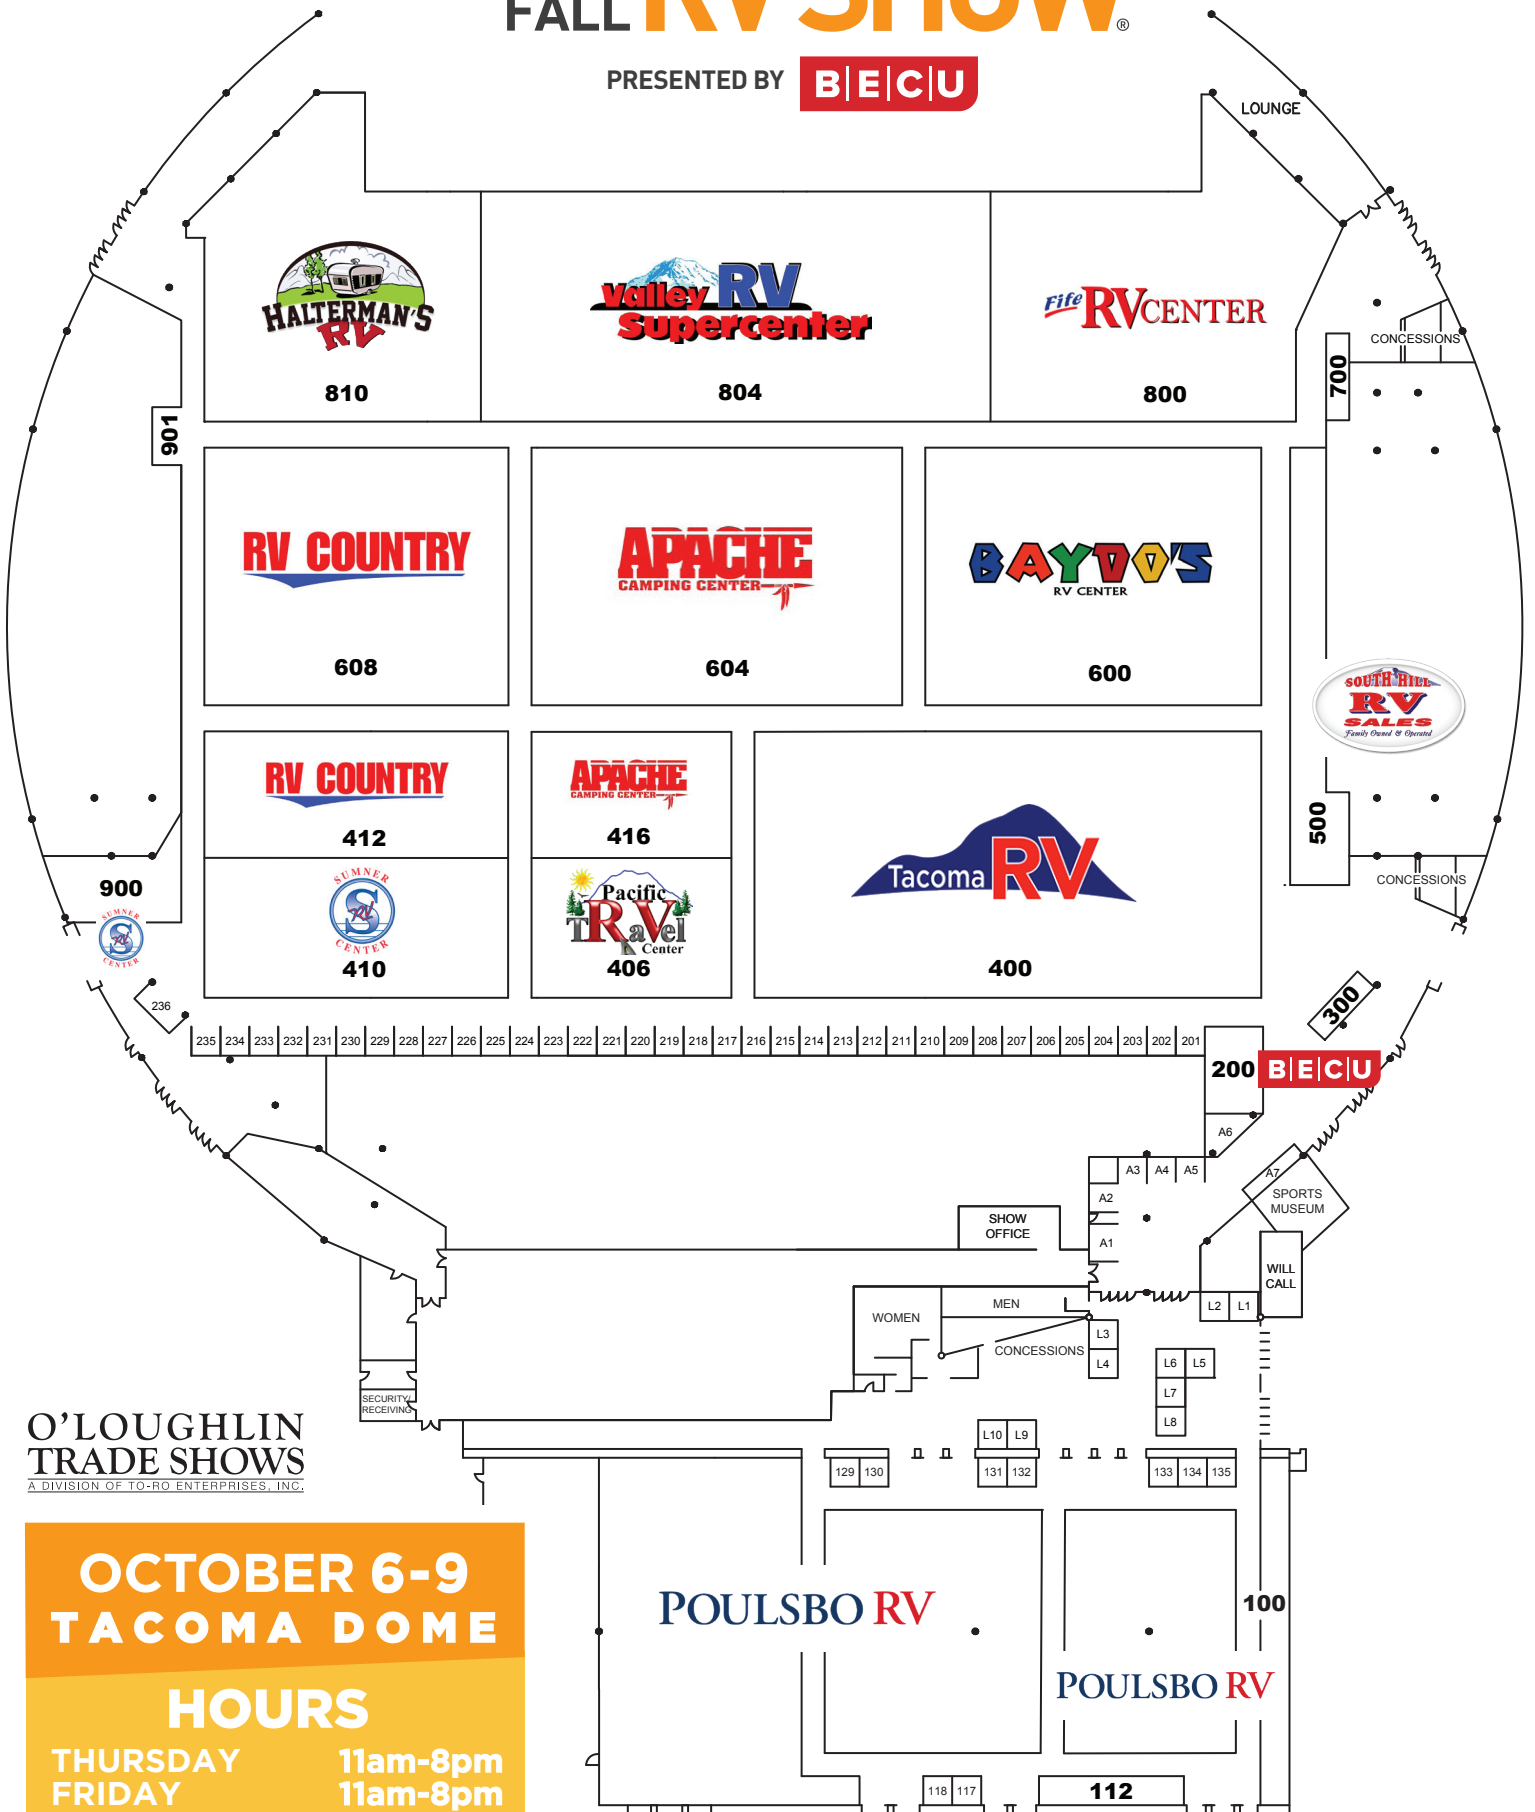 FALL RV SHOW®
PRESENTED BY BECU
LOUNGE
HALTERMAN'S
RV
810
Valley RV
Supercenter
804
Fife RV CENTER
800
CONCESSIONS
700
901
RV COUNTRY
608
APACHE
CAMPING CENTER
604
BAYDO'S
RV CENTER
600
SOUTH HILL
RV
SALES
Family Owned & Operated
RV COUNTRY
412
APACHE
CAMPING CENTER
416
Tacoma RV
400
500
CONCESSIONS
900
SUMNER
S
RV
CENTER
SUMNER
S
RV
CENTER
410
Pacific
TRaVel
Center
406
300
236
235 234 233 232 231 230 229 228 227 226 225 224 223 222 221 220 219 218 217 216 215 214 213 212 211 210 209 208 207 206 205 204 203 202 201
200 BECU
A6
A3 A4 A5
A7
A2
SPORTS
MUSEUM
SHOW
OFFICE
A1
WILL
CALL
MEN
WOMEN
L2 L1
L3
CONCESSIONS
L4
L6 L5
L7
L8
SECURITY/
RECEIVING
L10 L9
129 130
131 132
133 134 135
O'LOUGHLIN
TRADE SHOWS
A DIVISION OF TO-RO ENTERPRISES, INC.
POULSBO RV
100
POULSBO RV
118 117
112
OCTOBER 6-9
TACOMA DOME
HOURS
THURSDAY 11am-8pm
FRIDAY 11am-8pm